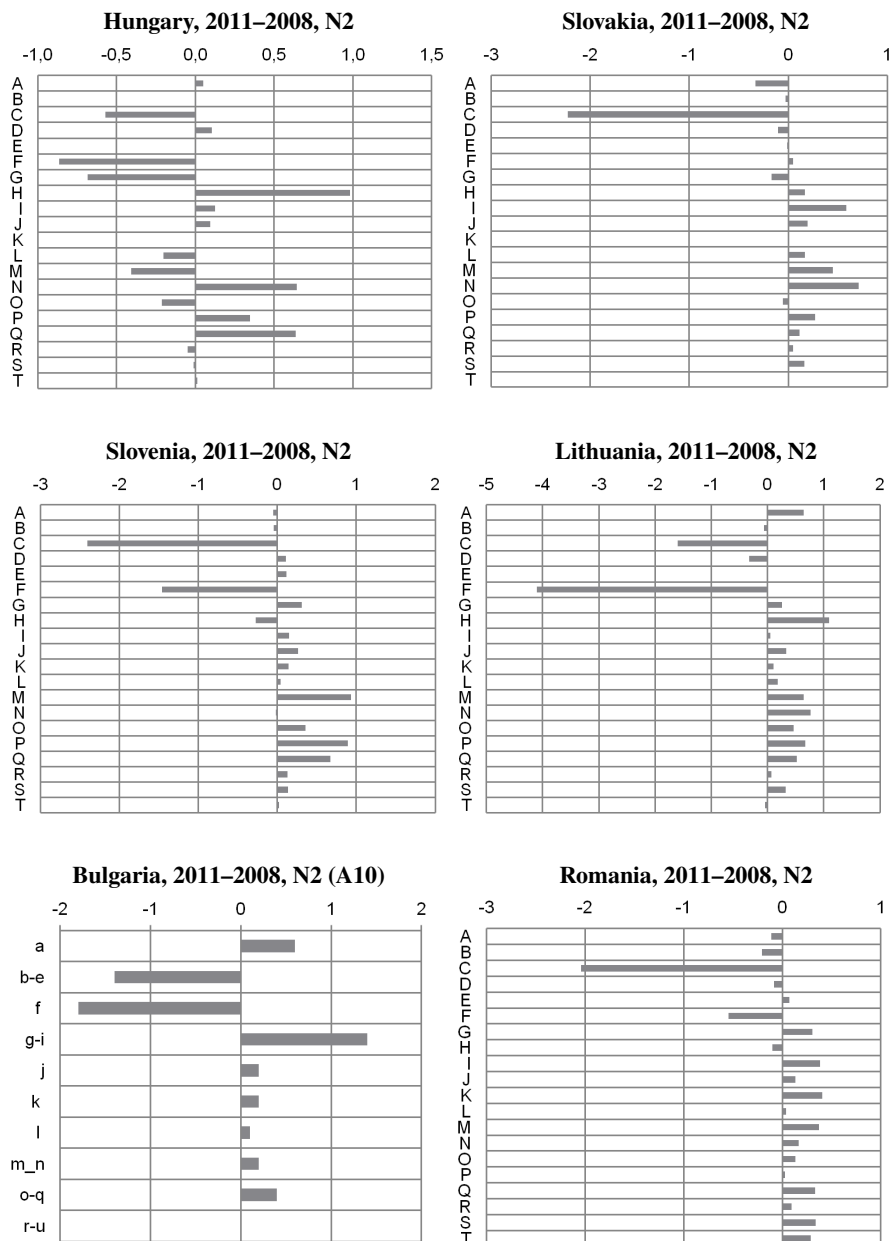 Hungary, 2011–2008, N2
-1,0 -0,5 0,0 0,5 1,0 1,5
A
B
C
D
E
F
G
H
I
J
K
L
M
N
O
P
Q
R
S
T
Slovakia, 2011–2008, N2
-3 -2 -1 0 1
A
B
C
D
E
F
G
H
I
J
K
L
M
N
O
P
Q
R
S
T
Slovenia, 2011–2008, N2
-3 -2 -1 0 1 2
A
B
C
D
E
F
G
H
I
J
K
L
M
N
O
P
Q
R
S
T
Lithuania, 2011–2008, N2
-5 -4 -3 -2 -1 0 1 2
A
B
C
D
E
F
G
H
I
J
K
L
M
N
O
P
Q
R
S
T
Bulgaria, 2011–2008, N2 (A10)
-2 -1 0 1 2
a
b-e
f
g-i
j
k
l
m_n
o-q
r-u
Romania, 2011–2008, N2
-3 -2 -1 0 1
A
B
C
D
E
F
G
H
I
J
K
L
M
N
O
P
Q
R
S
T